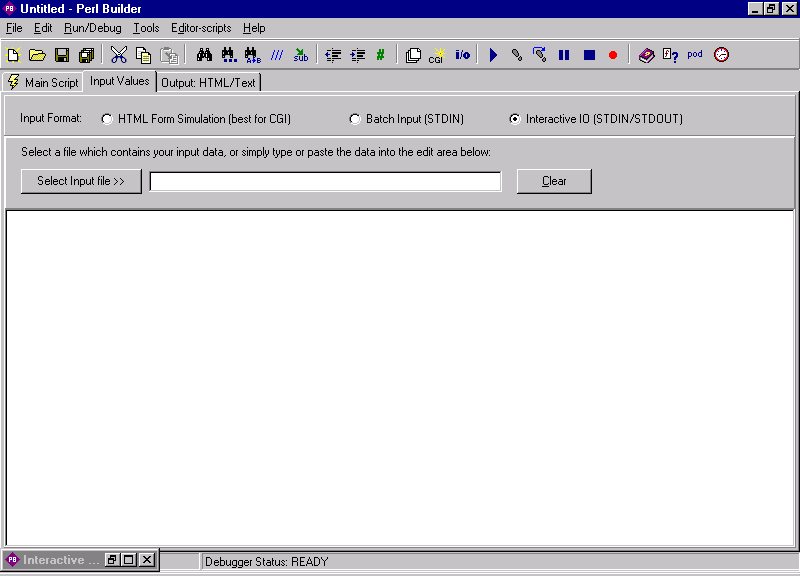 PB Untitled - Perl Builder
File Edit Run/Debug Tools Editor-scripts Help
A+B /// sub # CGI i/o f? pod
Main Script Input Values Output: HTML/Text
Input Format: HTML Form Simulation (best for CGI) Batch Input (STDIN) Interactive IO (STDIN/STDOUT)
Select a file which contains your input data, or simply type or paste the data into the edit area below:
Select Input file >> Clear
PB Interactive ... Debugger Status: READY